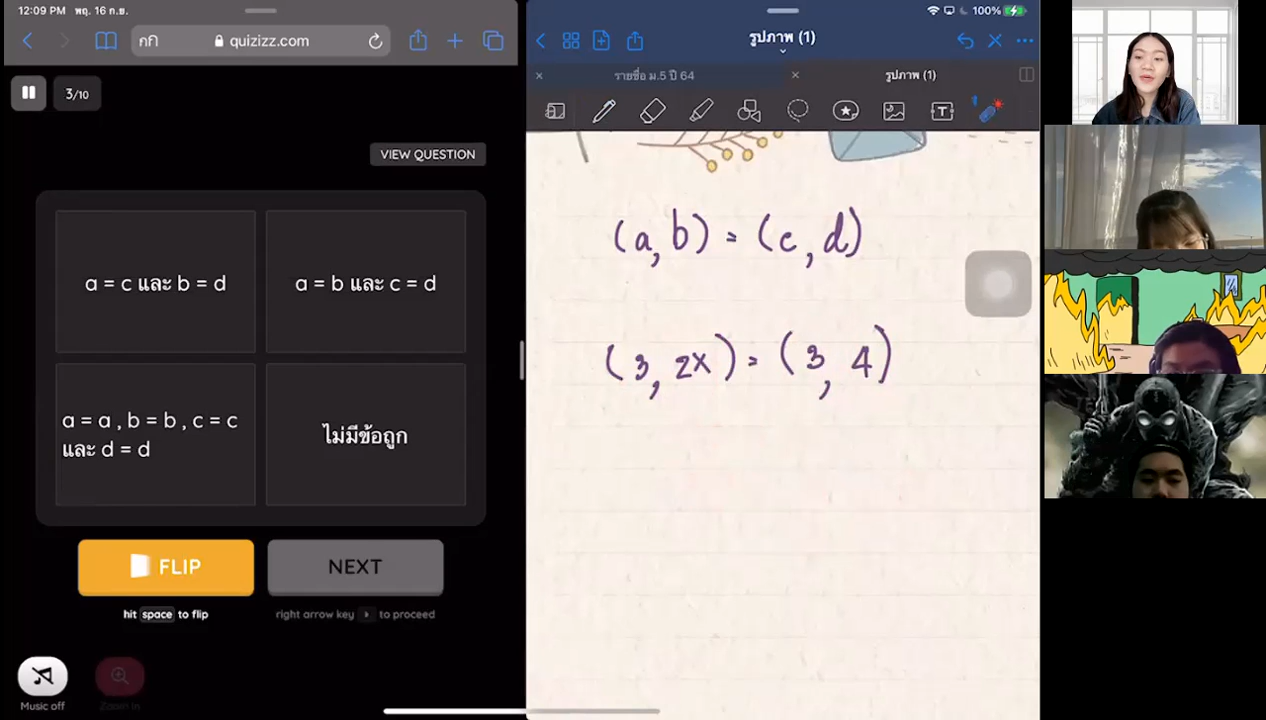 12:09 PM พฤ. 16 ก.ย.
กก
quizizz.com
3/10
VIEW QUESTION
a = c และ b = d
a = b และ c = d
a = a , b = b , c = c
และ d = d
ไม่มีข้อถูก
FLIP
NEXT
hit space to flip
right arrow key to proceed
Music off
Zoom in
100%
รูปภาพ (1)
รายชื่อ ม.5 ปี 64
รูปภาพ (1)
(a, b) = (c, d)
(3, 2x) = (3, 4)